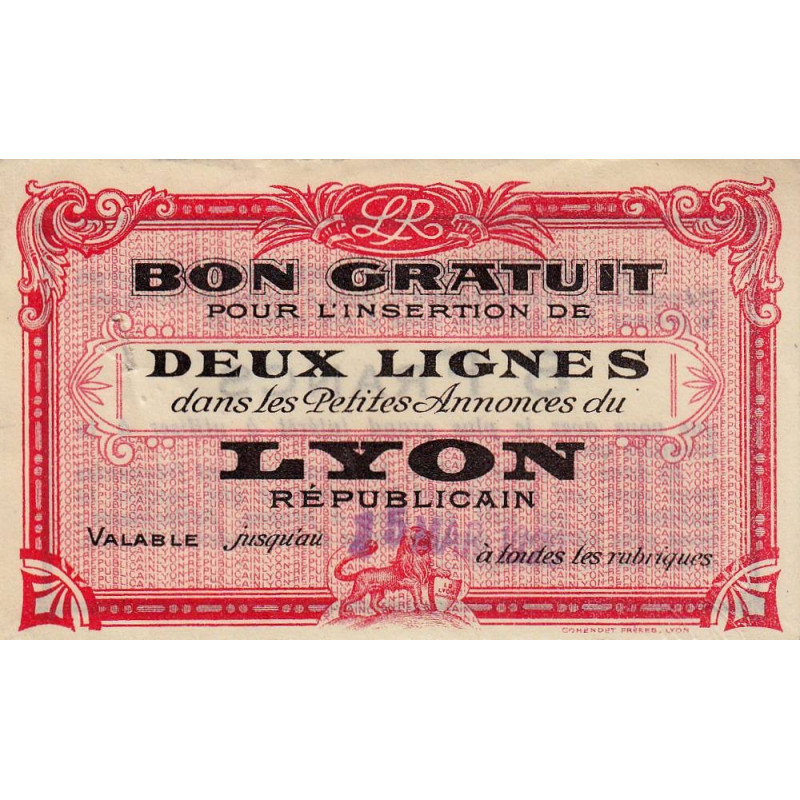 LR
BON GRATUIT
POUR L'INSERTION DE
DEUX LIGNES
dans les Petites Annonces du
LYON
RÉPUBLICAIN
VALABLE jusqu'au
à toutes les rubriques
COHENDET FRÈRES, LYON